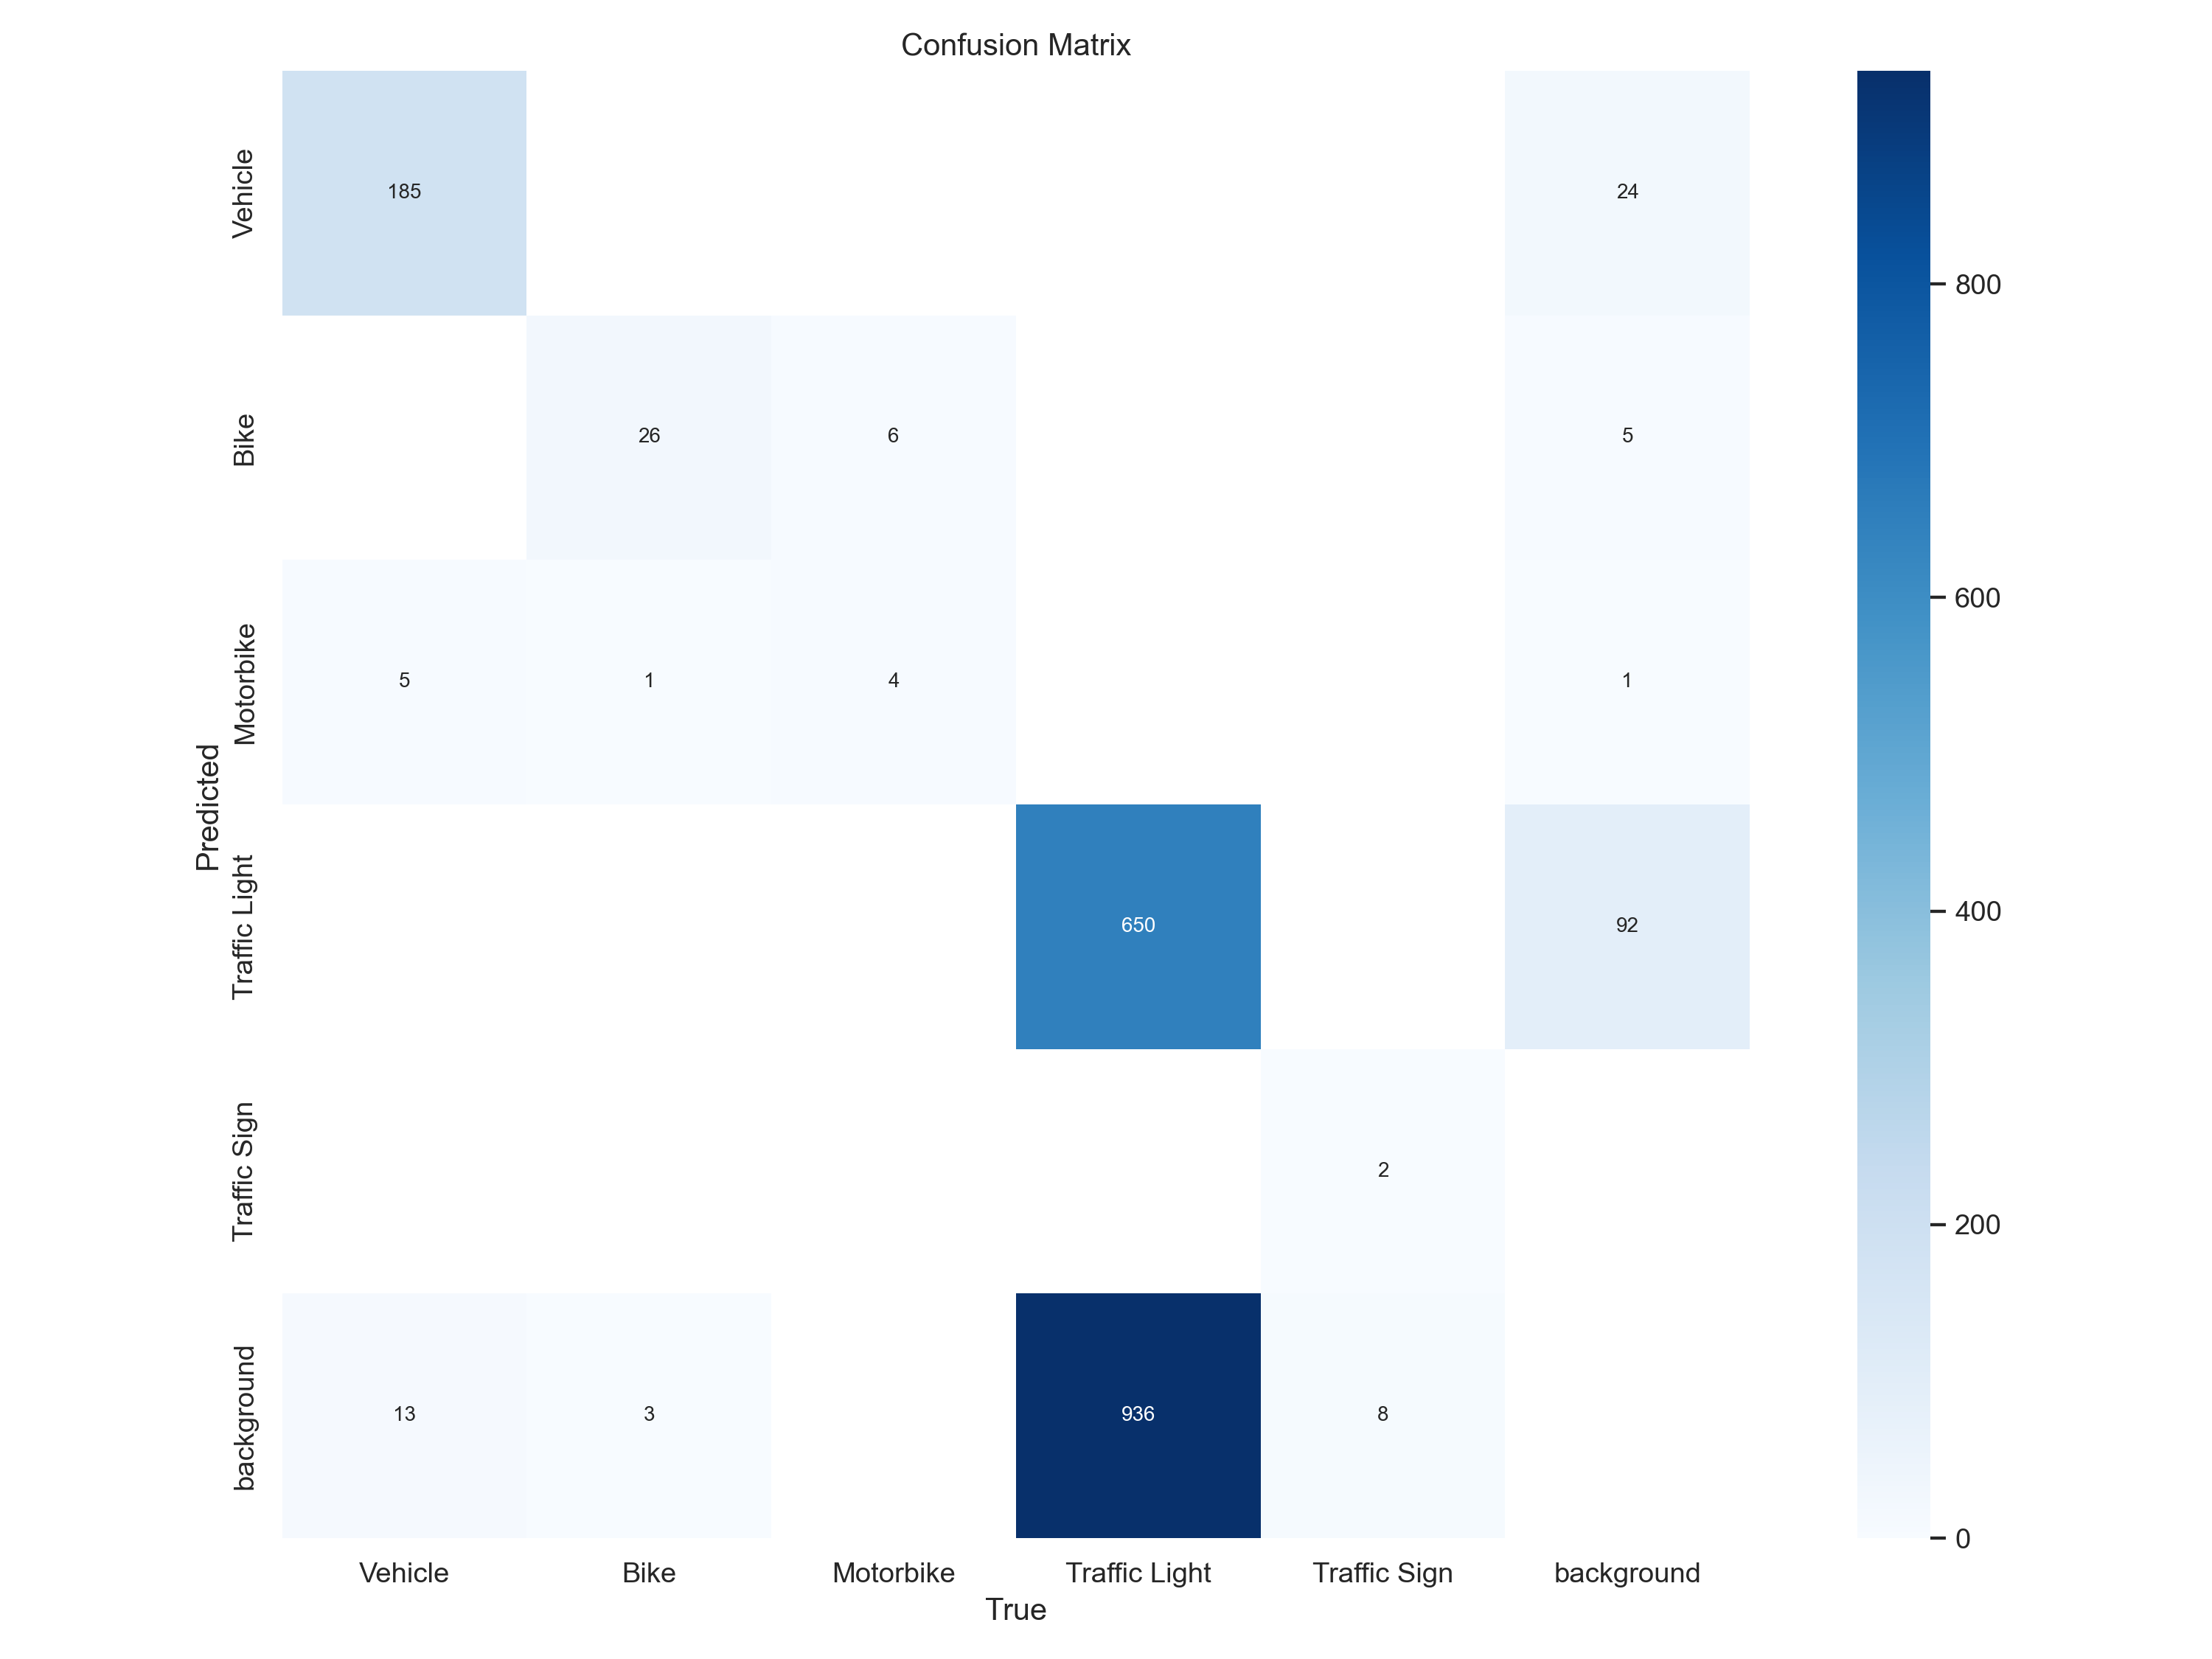 Confusion Matrix
Vehicle
185
24
800
Bike
26
6
5
600
Motorbike
5
1
4
1
Predicted
Traffic Light
650
92
400
Traffic Sign
2
200
background
13
3
936
8
0
Vehicle
Bike
Motorbike
Traffic Light
Traffic Sign
background
True